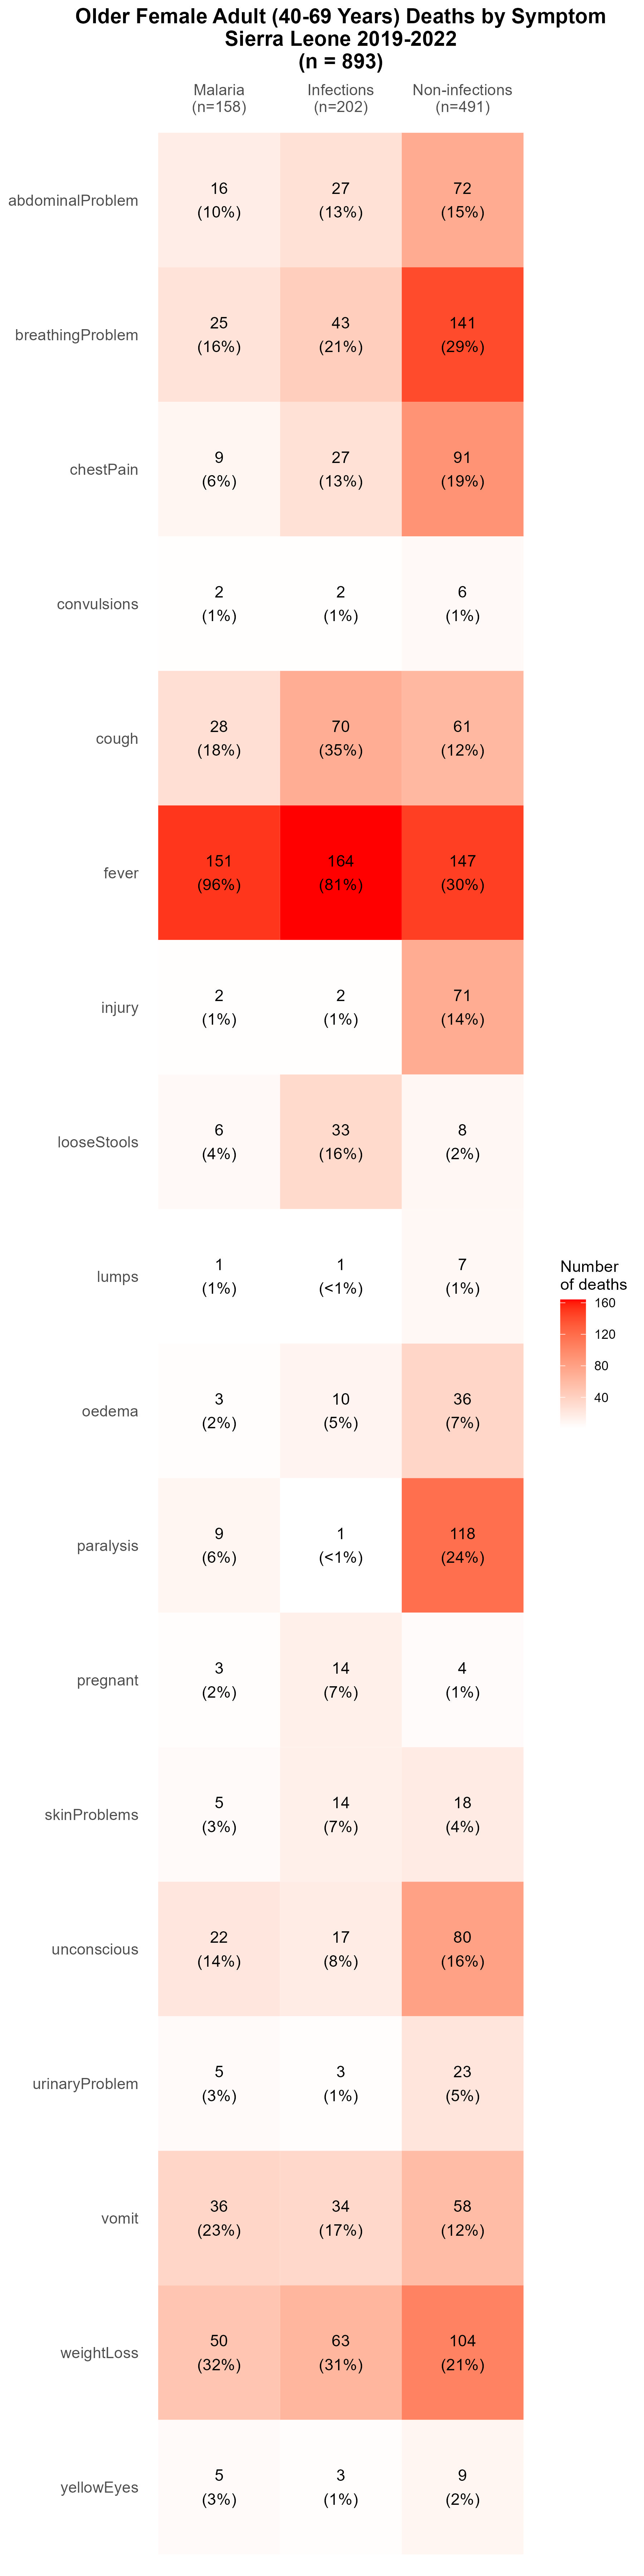 Older Female Adult (40-69 Years) Deaths by Symptom
Sierra Leone 2019-2022
(n = 893)
Malaria Infections Non-infections
(n=158) (n=202) (n=491)
abdominalProblem
16 27 72
(10%) (13%) (15%)
breathingProblem
25 43 141
(16%) (21%) (29%)
chestPain
9 27 91
(6%) (13%) (19%)
convulsions
2 2 6
(1%) (1%) (1%)
cough
28 70 61
(18%) (35%) (12%)
fever
151 164 147
(96%) (81%) (30%)
injury
2 2 71
(1%) (1%) (14%)
looseStools
6 33 8
(4%) (16%) (2%)
lumps
1 1 7
(1%) (<1%) (1%)
oedema
3 10 36
(2%) (5%) (7%)
paralysis
9 1 118
(6%) (<1%) (24%)
pregnant
3 14 4
(2%) (7%) (1%)
skinProblems
5 14 18
(3%) (7%) (4%)
unconscious
22 17 80
(14%) (8%) (16%)
urinaryProblem
5 3 23
(3%) (1%) (5%)
vomit
36 34 58
(23%) (17%) (12%)
weightLoss
50 63 104
(32%) (31%) (21%)
yellowEyes
5 3 9
(3%) (1%) (2%)
Number
of deaths
160
120
80
40